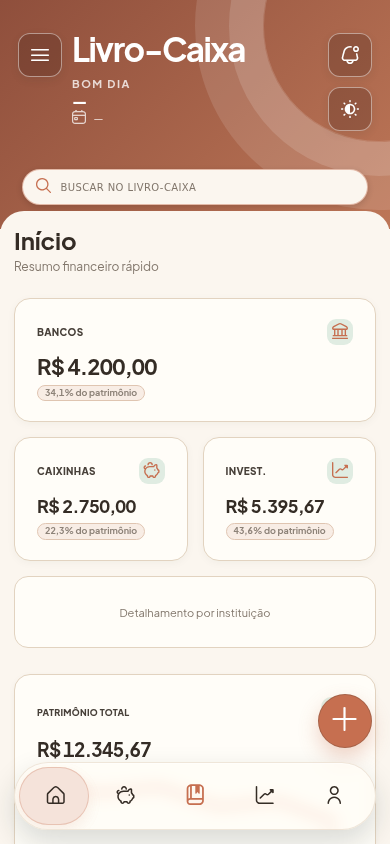 Livro-Caixa
BOM DIA
—
—
BUSCAR NO LIVRO-CAIXA
Início
Resumo financeiro rápido
BANCOS
R$ 4.200,00
34,1% do patrimônio
CAIXINHAS
R$ 2.750,00
22,3% do patrimônio
INVEST.
R$ 5.395,67
43,6% do patrimônio
Detalhamento por instituição
PATRIMÔNIO TOTAL
R$ 12.345,67